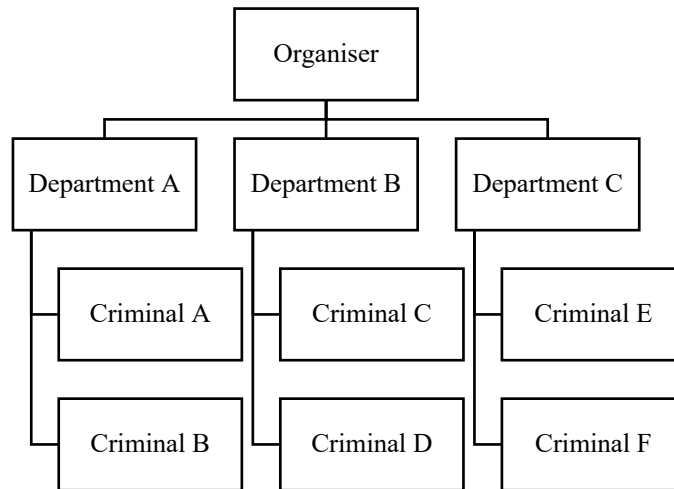 Organiser
Department A
Department B
Department C
Criminal A
Criminal C
Criminal E
Criminal B
Criminal D
Criminal F